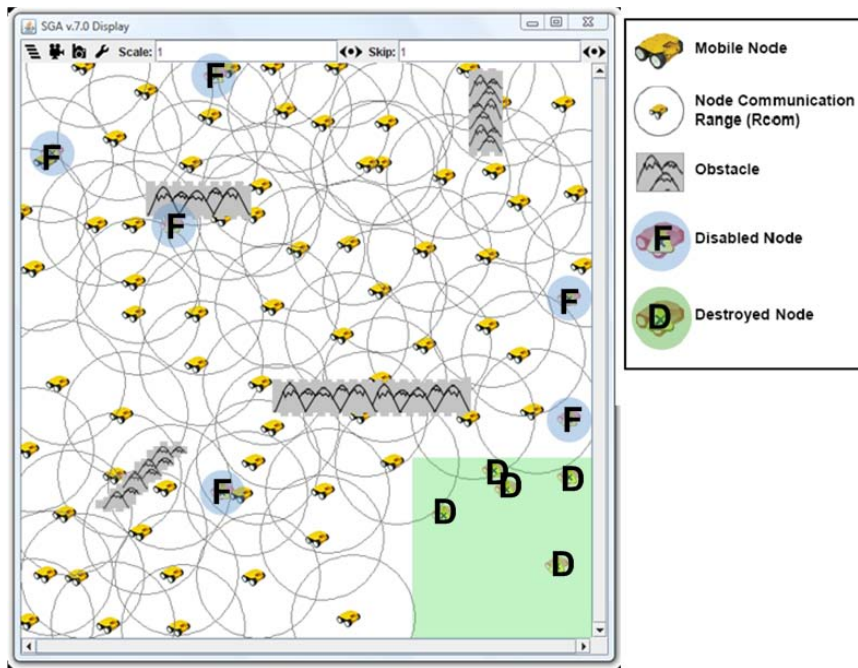 SGA v.7.0 Display
Scale: 1 Skip: 1
F
F
F
F
F
F
D
D
D
D
D
Mobile Node
Node Communication
Range (Rcom)
Obstacle
F Disabled Node
D Destroyed Node